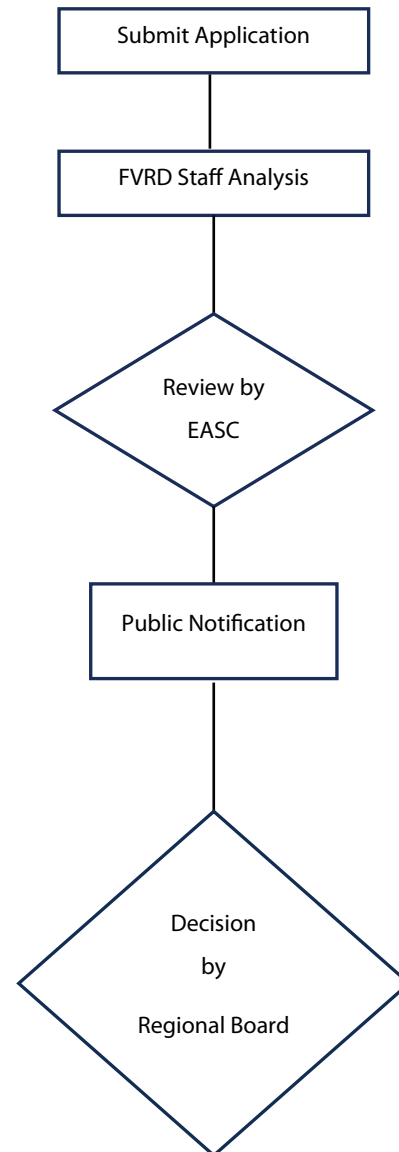 Submit Application
FVRD Staff Analysis
Review by
EASC
Public Notification
Decision
by
Regional Board